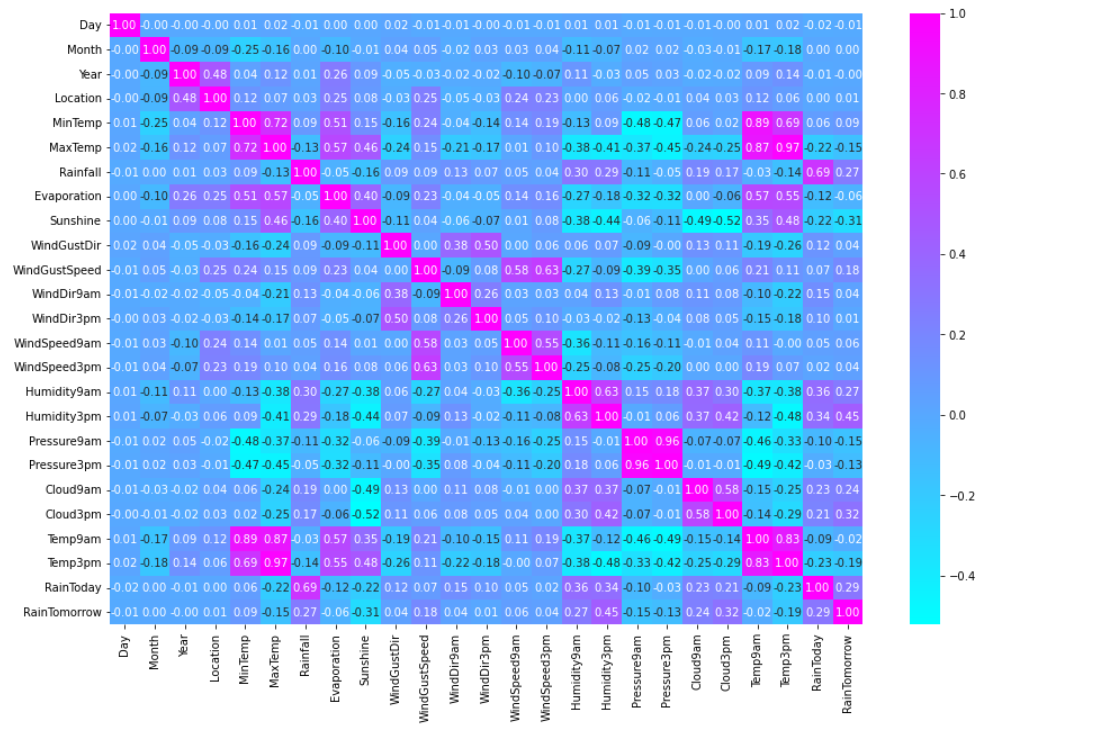 Day 1.00 -0.00 -0.00 -0.00 0.01 0.02 -0.01 0.00 0.00 0.02 -0.01 -0.01 -0.00 -0.01 -0.01 0.01 0.01 -0.01 -0.01 -0.01 -0.00 0.01 0.02 -0.02 -0.01
Month -0.00 1.00 -0.09 -0.09 -0.25 -0.16 0.00 -0.10 -0.01 0.04 0.05 -0.02 0.03 0.03 0.04 -0.11 -0.07 0.02 0.02 -0.03 -0.01 -0.17 -0.18 0.00 0.00
Year -0.00 -0.09 1.00 0.48 0.04 0.12 0.01 0.26 0.09 -0.05 -0.03 -0.02 -0.02 -0.10 -0.07 0.11 -0.03 0.05 0.03 -0.02 -0.02 0.09 0.14 -0.01 -0.00
Location -0.00 -0.09 0.48 1.00 0.12 0.07 0.03 0.25 0.08 -0.03 0.25 -0.05 -0.03 0.24 0.23 0.00 0.06 -0.02 -0.01 0.04 0.03 0.12 0.06 0.00 0.01
MinTemp 0.01 -0.25 0.04 0.12 1.00 0.72 0.09 0.51 0.15 -0.16 0.24 -0.04 -0.14 0.14 0.19 -0.13 0.09 -0.48 -0.47 0.06 0.02 0.89 0.69 0.06 0.09
MaxTemp 0.02 -0.16 0.12 0.07 0.72 1.00 -0.13 0.57 0.46 -0.24 0.15 -0.21 -0.17 0.01 0.10 -0.38 -0.41 -0.37 -0.45 -0.24 -0.25 0.87 0.97 -0.22 -0.15
Rainfall -0.01 0.00 0.01 0.03 0.09 -0.13 1.00 -0.05 -0.16 0.09 0.09 0.13 0.07 0.05 0.04 0.30 0.29 -0.11 -0.05 0.19 0.17 -0.03 -0.14 0.69 0.27
Evaporation 0.00 -0.10 0.26 0.25 0.51 0.57 -0.05 1.00 0.40 -0.09 0.23 -0.04 -0.05 0.14 0.16 -0.27 -0.18 -0.32 -0.32 0.00 -0.06 0.57 0.55 -0.12 -0.06
Sunshine 0.00 -0.01 0.09 0.08 0.15 0.46 -0.16 0.40 1.00 -0.11 0.04 -0.06 -0.07 0.01 0.08 -0.38 -0.44 -0.06 -0.11 -0.49 -0.52 0.35 0.48 -0.22 -0.31
WindGustDir 0.02 0.04 -0.05 -0.03 -0.16 -0.24 0.09 -0.09 -0.11 1.00 0.00 0.38 0.50 0.00 0.06 0.06 0.07 -0.09 -0.00 0.13 0.11 -0.19 -0.26 0.12 0.04
WindGustSpeed -0.01 0.05 -0.03 0.25 0.24 0.15 0.09 0.23 0.04 0.00 1.00 -0.09 0.08 0.58 0.63 -0.27 -0.09 -0.39 -0.35 0.00 0.06 0.21 0.11 0.07 0.18
WindDir9am -0.01 -0.02 -0.02 -0.05 -0.04 -0.21 0.13 -0.04 -0.06 0.38 -0.09 1.00 0.26 0.03 0.03 0.04 0.13 -0.01 0.08 0.11 0.08 -0.10 -0.22 0.15 0.04
WindDir3pm -0.00 0.03 -0.02 -0.03 -0.14 -0.17 0.07 -0.05 -0.07 0.50 0.08 0.26 1.00 0.05 0.10 -0.03 -0.02 -0.13 -0.04 0.08 0.05 -0.15 -0.18 0.10 0.01
WindSpeed9am -0.01 0.03 -0.10 0.24 0.14 0.01 0.05 0.14 0.01 0.00 0.58 0.03 0.05 1.00 0.55 -0.36 -0.11 -0.16 -0.11 -0.01 0.04 0.11 -0.00 0.05 0.06
WindSpeed3pm -0.01 0.04 -0.07 0.23 0.19 0.10 0.04 0.16 0.08 0.06 0.63 0.03 0.10 0.55 1.00 -0.25 -0.08 -0.25 -0.20 0.00 0.00 0.19 0.07 0.02 0.04
Humidity9am 0.01 -0.11 0.11 0.00 -0.13 -0.38 0.30 -0.27 -0.38 0.06 -0.27 0.04 -0.03 -0.36 -0.25 1.00 0.63 0.15 0.18 0.37 0.30 -0.37 -0.38 0.36 0.27
Humidity3pm 0.01 -0.07 -0.03 0.06 0.09 -0.41 0.29 -0.18 -0.44 0.07 -0.09 0.13 -0.02 -0.11 -0.08 0.63 1.00 -0.01 0.06 0.37 0.42 -0.12 -0.48 0.34 0.45
Pressure9am -0.01 0.02 0.05 -0.02 -0.48 -0.37 -0.11 -0.32 -0.06 -0.09 -0.39 -0.01 -0.13 -0.16 -0.25 0.15 -0.01 1.00 0.96 -0.07 -0.07 -0.46 -0.33 -0.10 -0.15
Pressure3pm -0.01 0.02 0.03 -0.01 -0.47 -0.45 -0.05 -0.32 -0.11 -0.00 -0.35 0.08 -0.04 -0.11 -0.20 0.18 0.06 0.96 1.00 -0.01 -0.01 -0.49 -0.42 -0.03 -0.13
Cloud9am -0.01 -0.03 -0.02 0.04 0.06 -0.24 0.19 0.00 -0.49 0.13 0.00 0.11 0.08 -0.01 0.00 0.37 0.37 -0.07 -0.01 1.00 0.58 -0.15 -0.25 0.23 0.24
Cloud3pm -0.00 -0.01 -0.02 0.03 0.02 -0.25 0.17 -0.06 -0.52 0.11 0.06 0.08 0.05 0.04 0.00 0.30 0.42 -0.07 -0.01 0.58 1.00 -0.14 -0.29 0.21 0.32
Temp9am 0.01 -0.17 0.09 0.12 0.89 0.87 -0.03 0.57 0.35 -0.19 0.21 -0.10 -0.15 0.11 0.19 -0.37 -0.12 -0.46 -0.49 -0.15 -0.14 1.00 0.83 -0.09 -0.02
Temp3pm 0.02 -0.18 0.14 0.06 0.69 0.97 -0.14 0.55 0.48 -0.26 0.11 -0.22 -0.18 -0.00 0.07 -0.38 -0.48 -0.33 -0.42 -0.25 -0.29 0.83 1.00 -0.23 -0.19
RainToday -0.02 0.00 -0.01 0.00 0.06 -0.22 0.69 -0.12 -0.22 0.12 0.07 0.15 0.10 0.05 0.02 0.36 0.34 -0.10 -0.03 0.23 0.21 -0.09 -0.23 1.00 0.29
RainTomorrow -0.01 0.00 -0.00 0.01 0.09 -0.15 0.27 -0.06 -0.31 0.04 0.18 0.04 0.01 0.06 0.04 0.27 0.45 -0.15 -0.13 0.24 0.32 -0.02 -0.19 0.29 1.00
Day Month Year Location MinTemp MaxTemp Rainfall Evaporation Sunshine WindGustDir WindGustSpeed WindDir9am WindDir3pm WindSpeed9am WindSpeed3pm Humidity9am Humidity3pm Pressure9am Pressure3pm Cloud9am Cloud3pm Temp9am Temp3pm RainToday RainTomorrow
1.0
0.8
0.6
0.4
0.2
0.0
−0.2
−0.4